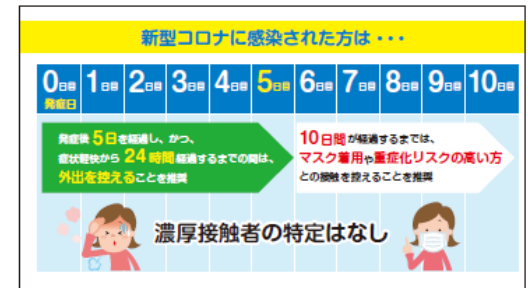 新型コロナに感染された方は・・・
0日目 1日目 2日目 3日目 4日目 5日目 6日目 7日目 8日目 9日目 10日目
発症日
発症後5日を経過し、かつ、
症状軽快から24時間経過するまでの間は、
外出を控えることを推奨
10日間が経過するまでは、
マスク着用や重症化リスクの高い方
との接触を控えることを推奨
濃厚接触者の特定はなし